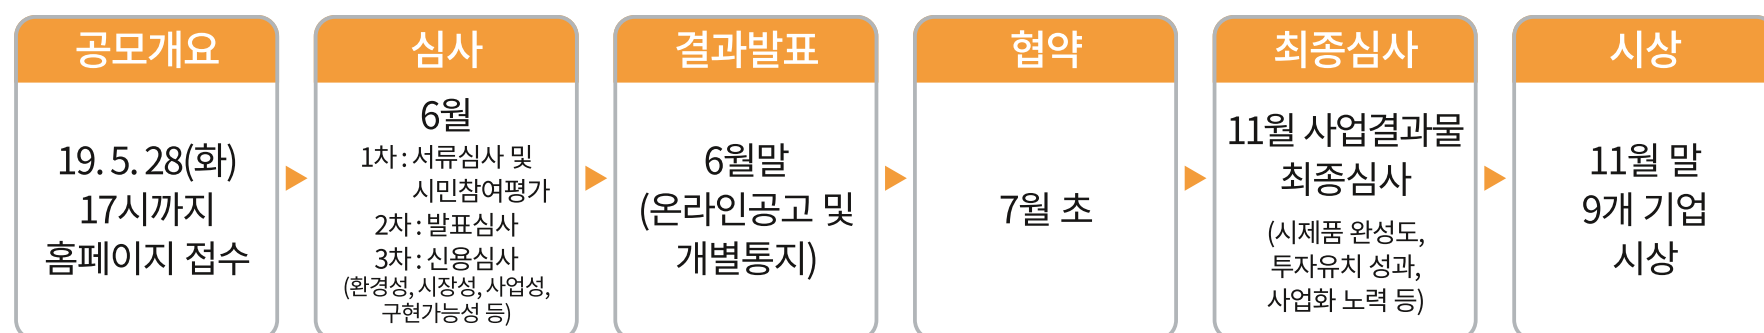 공모개요
19. 5. 28(화)
17시까지
홈페이지 접수
심사
6월
1차 : 서류심사 및
시민참여평가
2차 : 발표심사
3차 : 신용심사
(환경성, 시장성, 사업성,
구현가능성 등)
결과발표
6월말
(온라인공고 및
개별통지)
협약
7월 초
최종심사
11월 사업결과물
최종심사
(시제품 완성도,
투자유치 성과,
사업화 노력 등)
시상
11월 말
9개 기업
시상